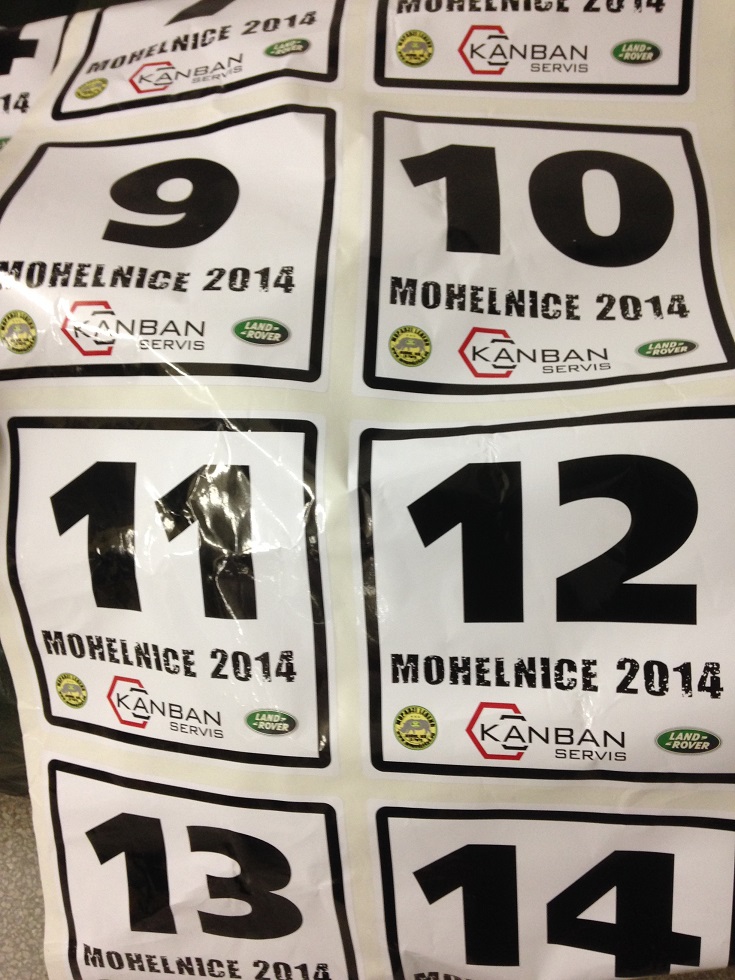 MOHELNICE 2014
KANBAN
SERVIS
LAND-
ROVER
MOHELNICE 2014
KANBAN
SERVIS
LAND-
ROVER
14
9
MOHELNICE 2014
KANBAN
SERVIS
LAND-
ROVER
10
MOHELNICE 2014
KANBAN
SERVIS
LAND-
ROVER
11
MOHELNICE 2014
KANBAN
SERVIS
LAND-
ROVER
12
MOHELNICE 2014
KANBAN
SERVIS
LAND-
ROVER
13
MOHELNICE 2014
14